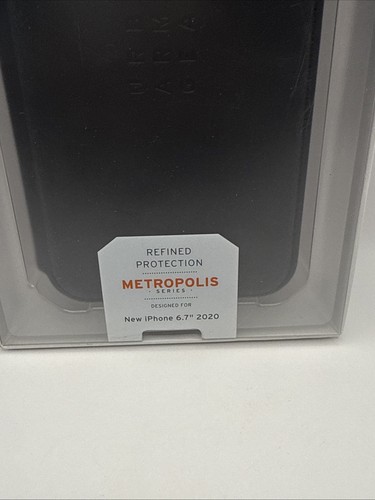 REFINED
PROTECTION
METROPOLIS
SERIES
DESIGNED FOR
New iPhone 6.7" 2020